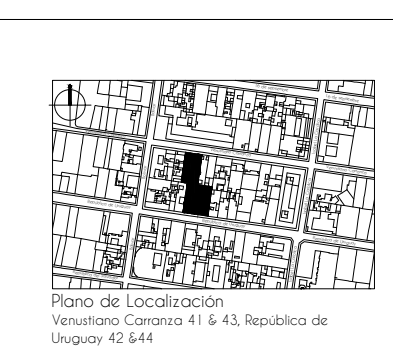 Plano de Localización
Venustiano Carranza 41 & 43, República de
Uruguay 42 &44